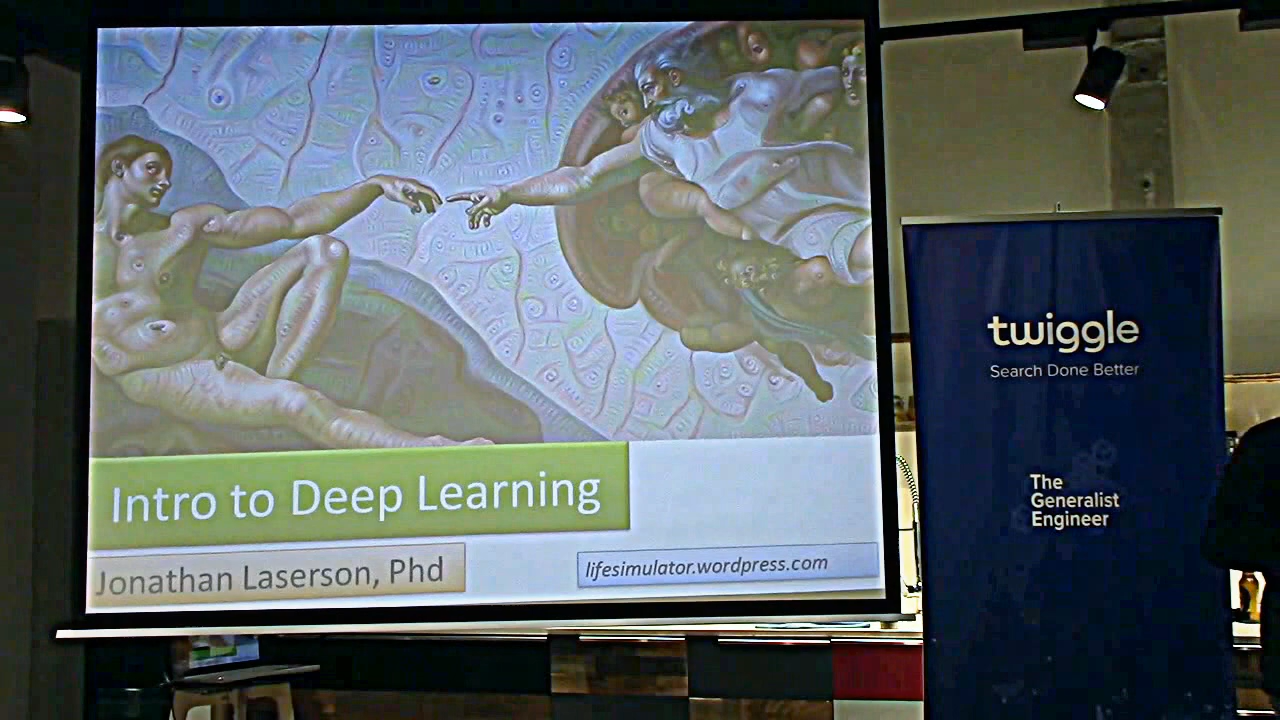 Intro to Deep Learning
Jonathan Laserson, Phd
lifesimulator.wordpress.com
twiggle
Search Done Better
The
Generalist
Engineer